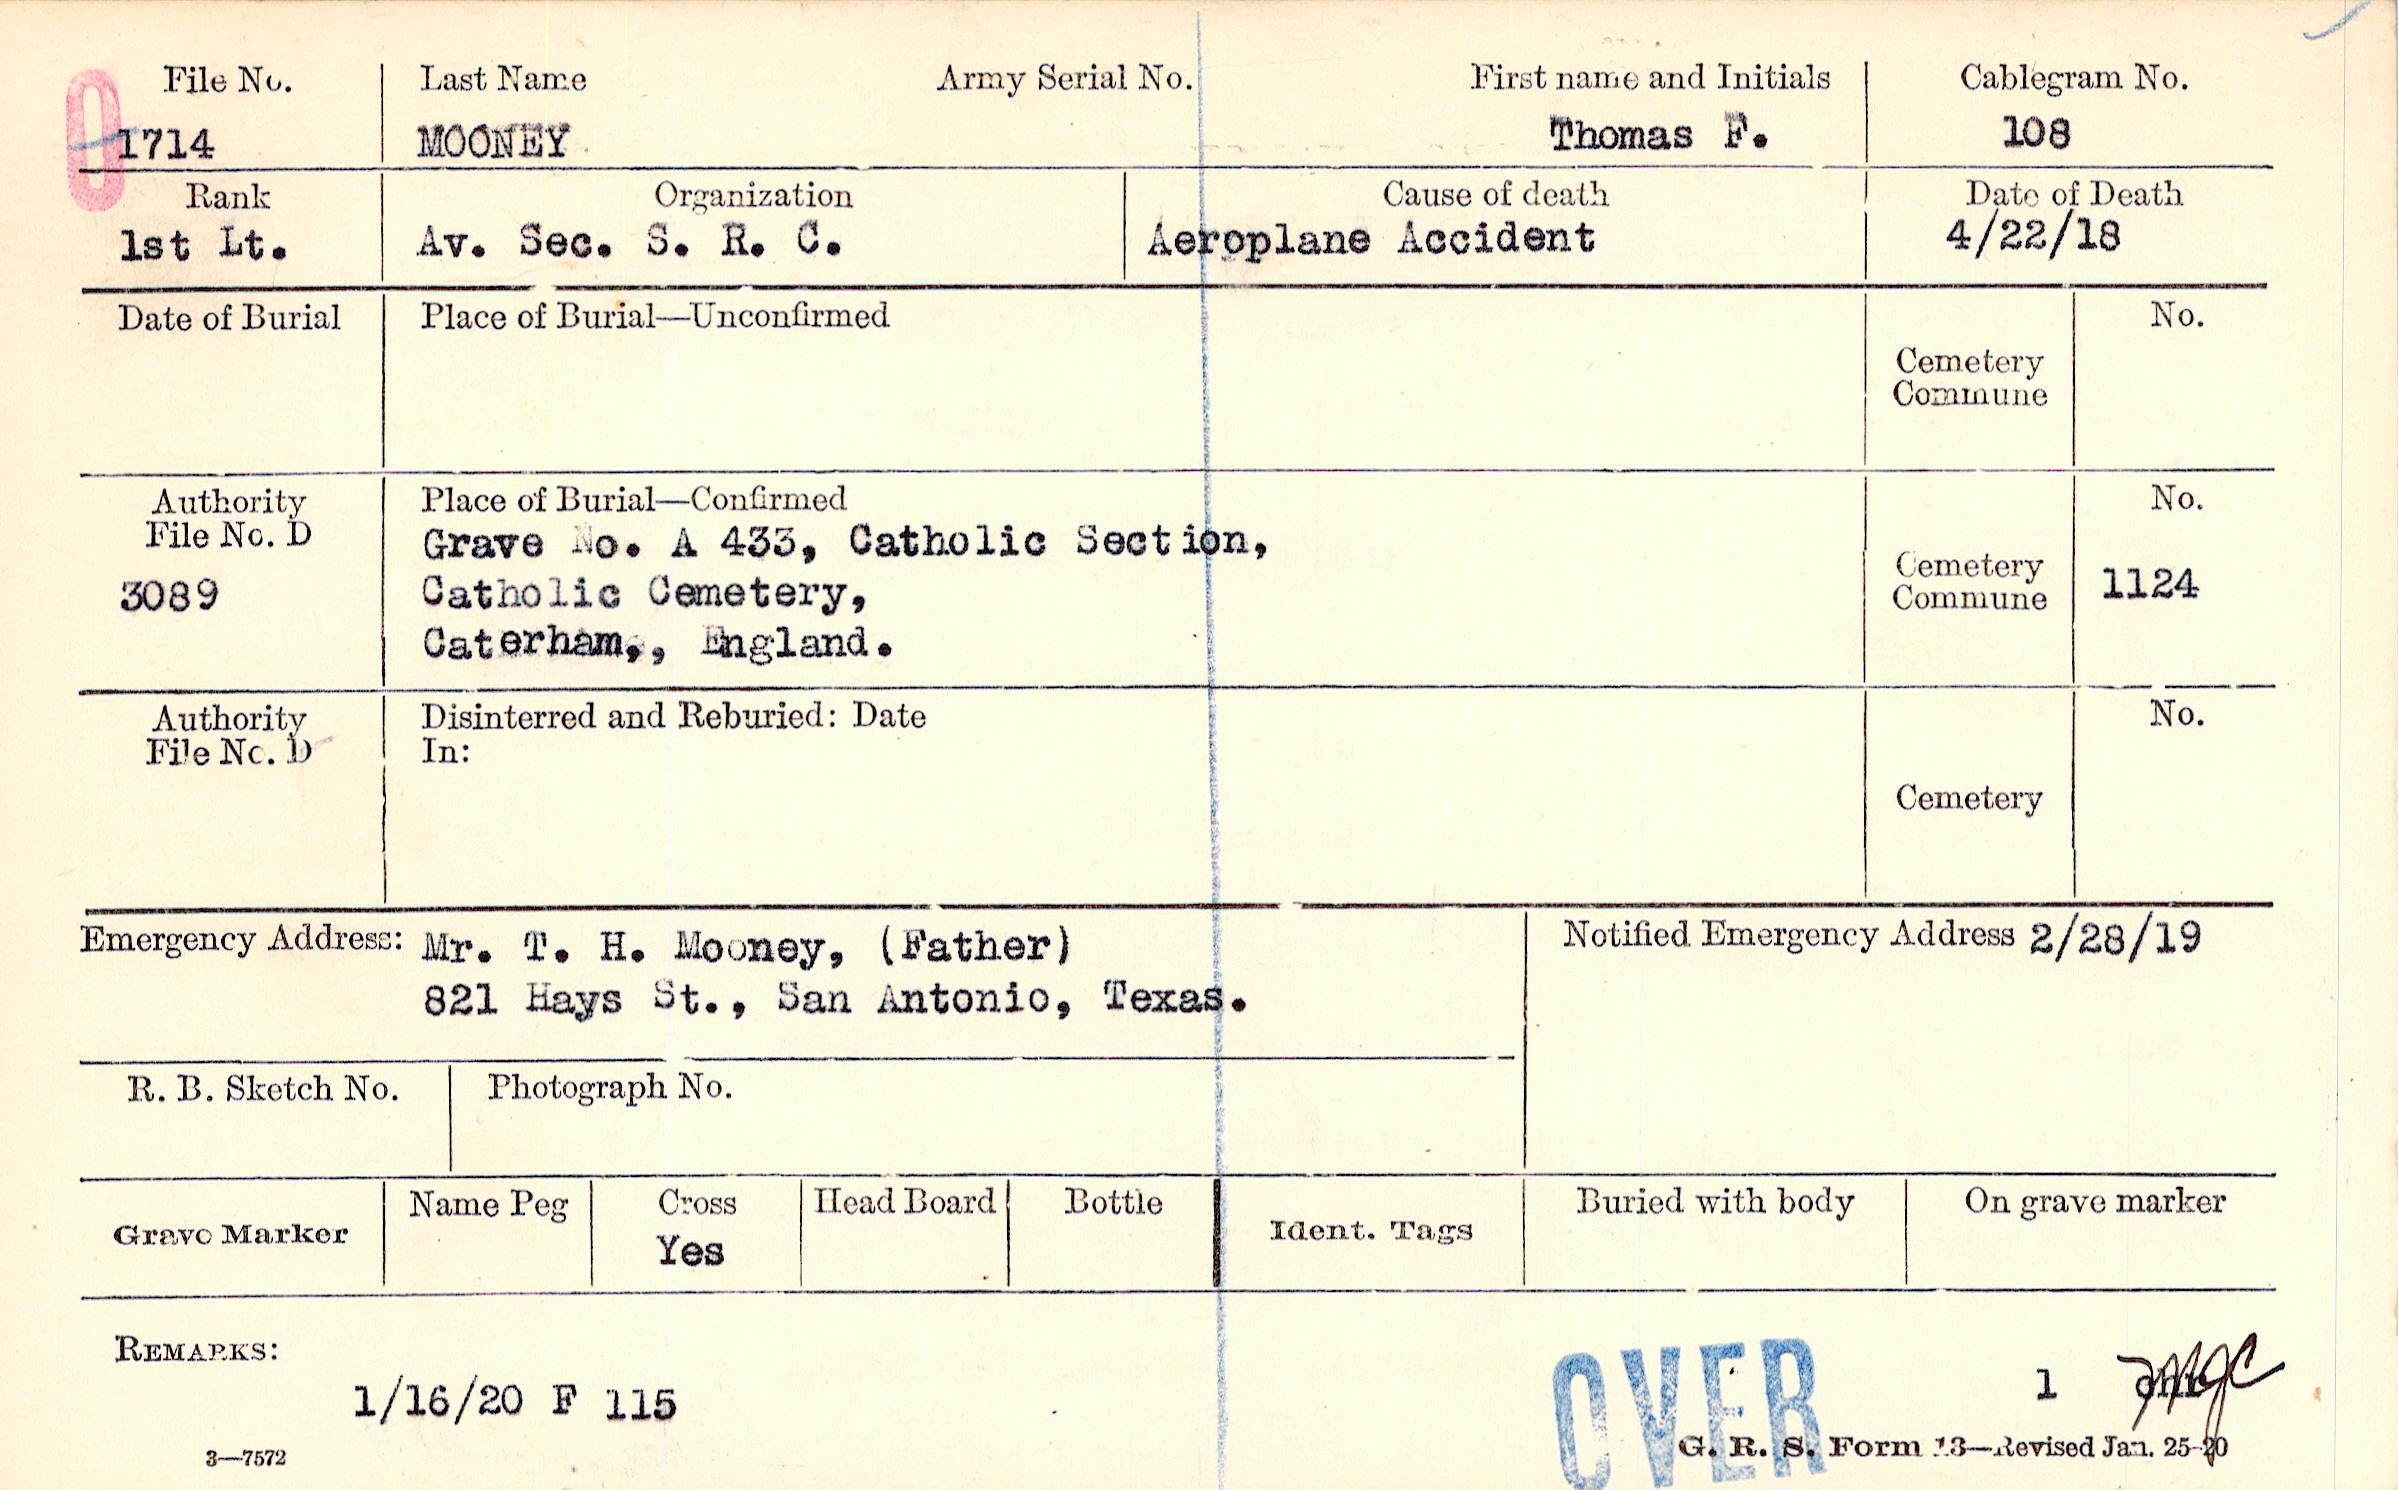 File No. Last Name Army Serial No. First name and Initials Cablegram No.
1714 MOONEY Thomas F. 108
Rank Organization Cause of death Date of Death
1st Lt. Av. Sec. S. R. C. Aeroplane Accident 4/22/18
Date of Burial Place of Burial—Unconfirmed No.
Cemetery
Commune
Authority Place of Burial—Confirmed No.
File No. D
Grave No. A 433, Catholic Section,
3089 Catholic Cemetery, Cemetery 1124
Commune
Caterham,, England.
Authority Disinterred and Reburied: Date No.
File No. D In:
Cemetery
Emergency Address: Mr. T. H. Mooney, (Father) Notified Emergency Address 2/28/19
821 Hays St., San Antonio, Texas.
R. B. Sketch No. Photograph No.
Grave Marker Name Peg Cross Head Board Bottle Ident. Tags Buried with body On grave marker
Yes
REMARKS:
1/16/20 F 115 1
OVER
3—7572 G. R. S. Form 13—Revised Jan. 25-20